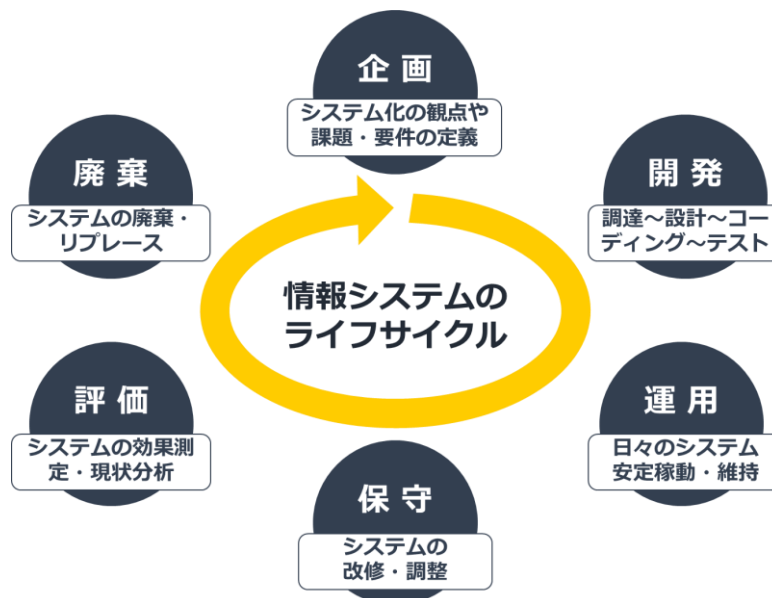 企画
システム化の観点や
課題・要件の定義
開発
調達～設計～コー
ディング～テスト
運用
日々のシステム
安定稼動・維持
保守
システムの
改修・調整
評価
システムの効果測
定・現状分析
廃棄
システムの廃棄・
リプレース
情報システムの
ライフサイクル